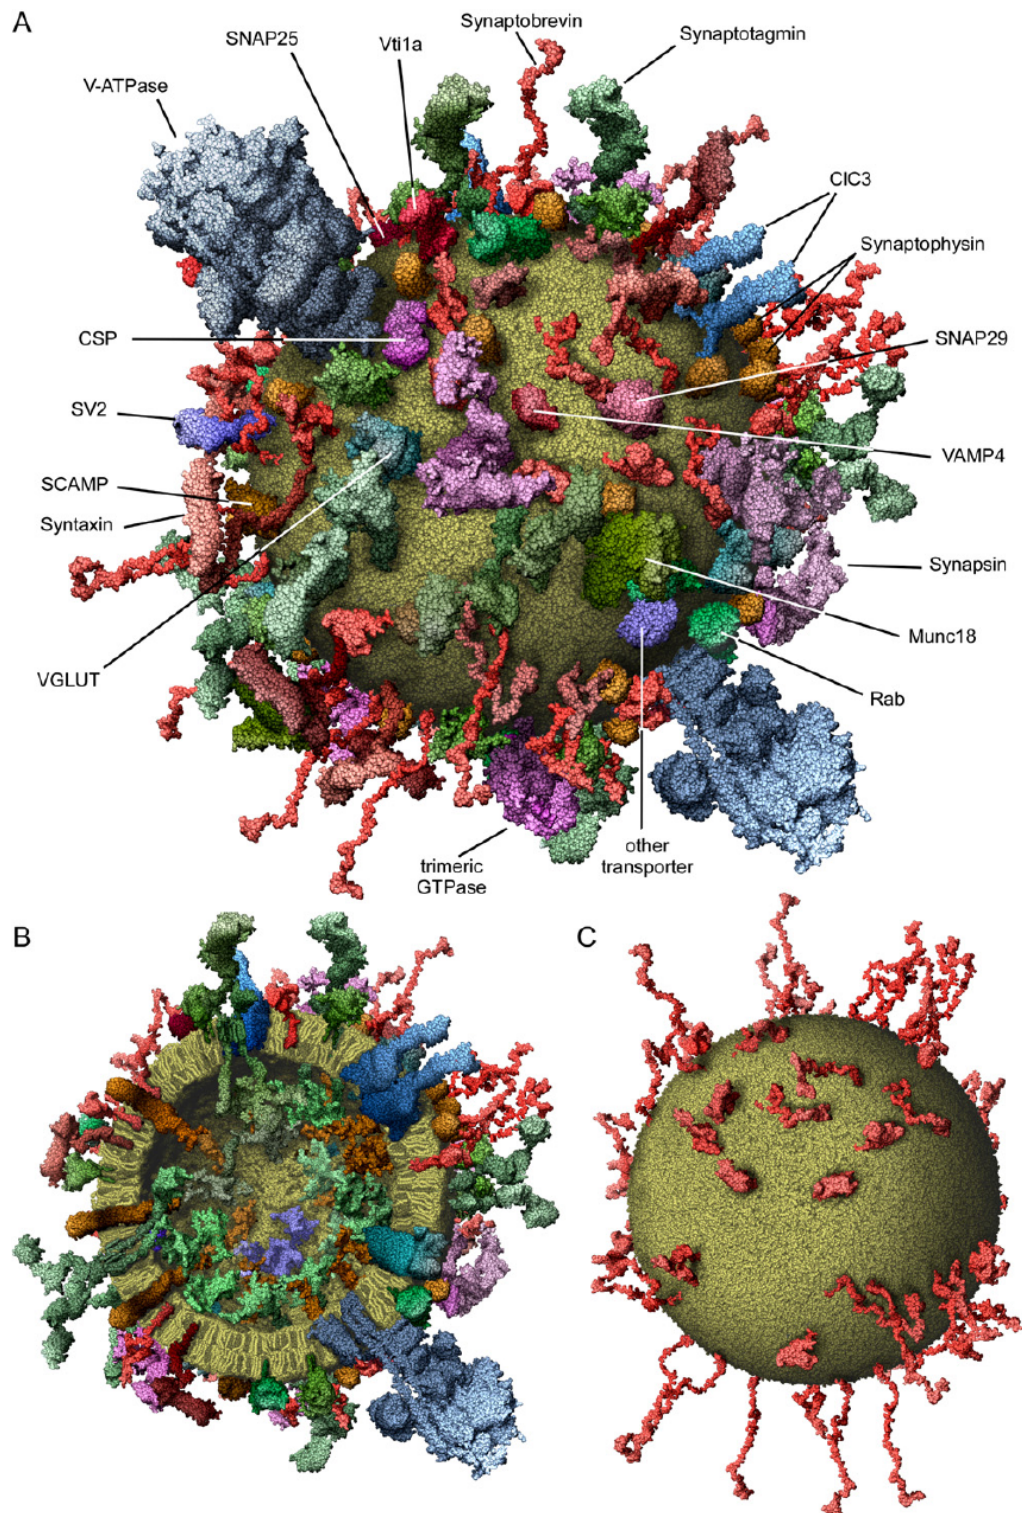 A
Synaptobrevin
SNAP25
Vti1a
Synaptotagmin
V-ATPase
ClC3
Synaptophysin
CSP
SNAP29
SV2
VAMP4
SCAMP
Syntaxin
Synapsin
Munc18
VGLUT
Rab
other
transporter
trimeric
GTPase
B
C